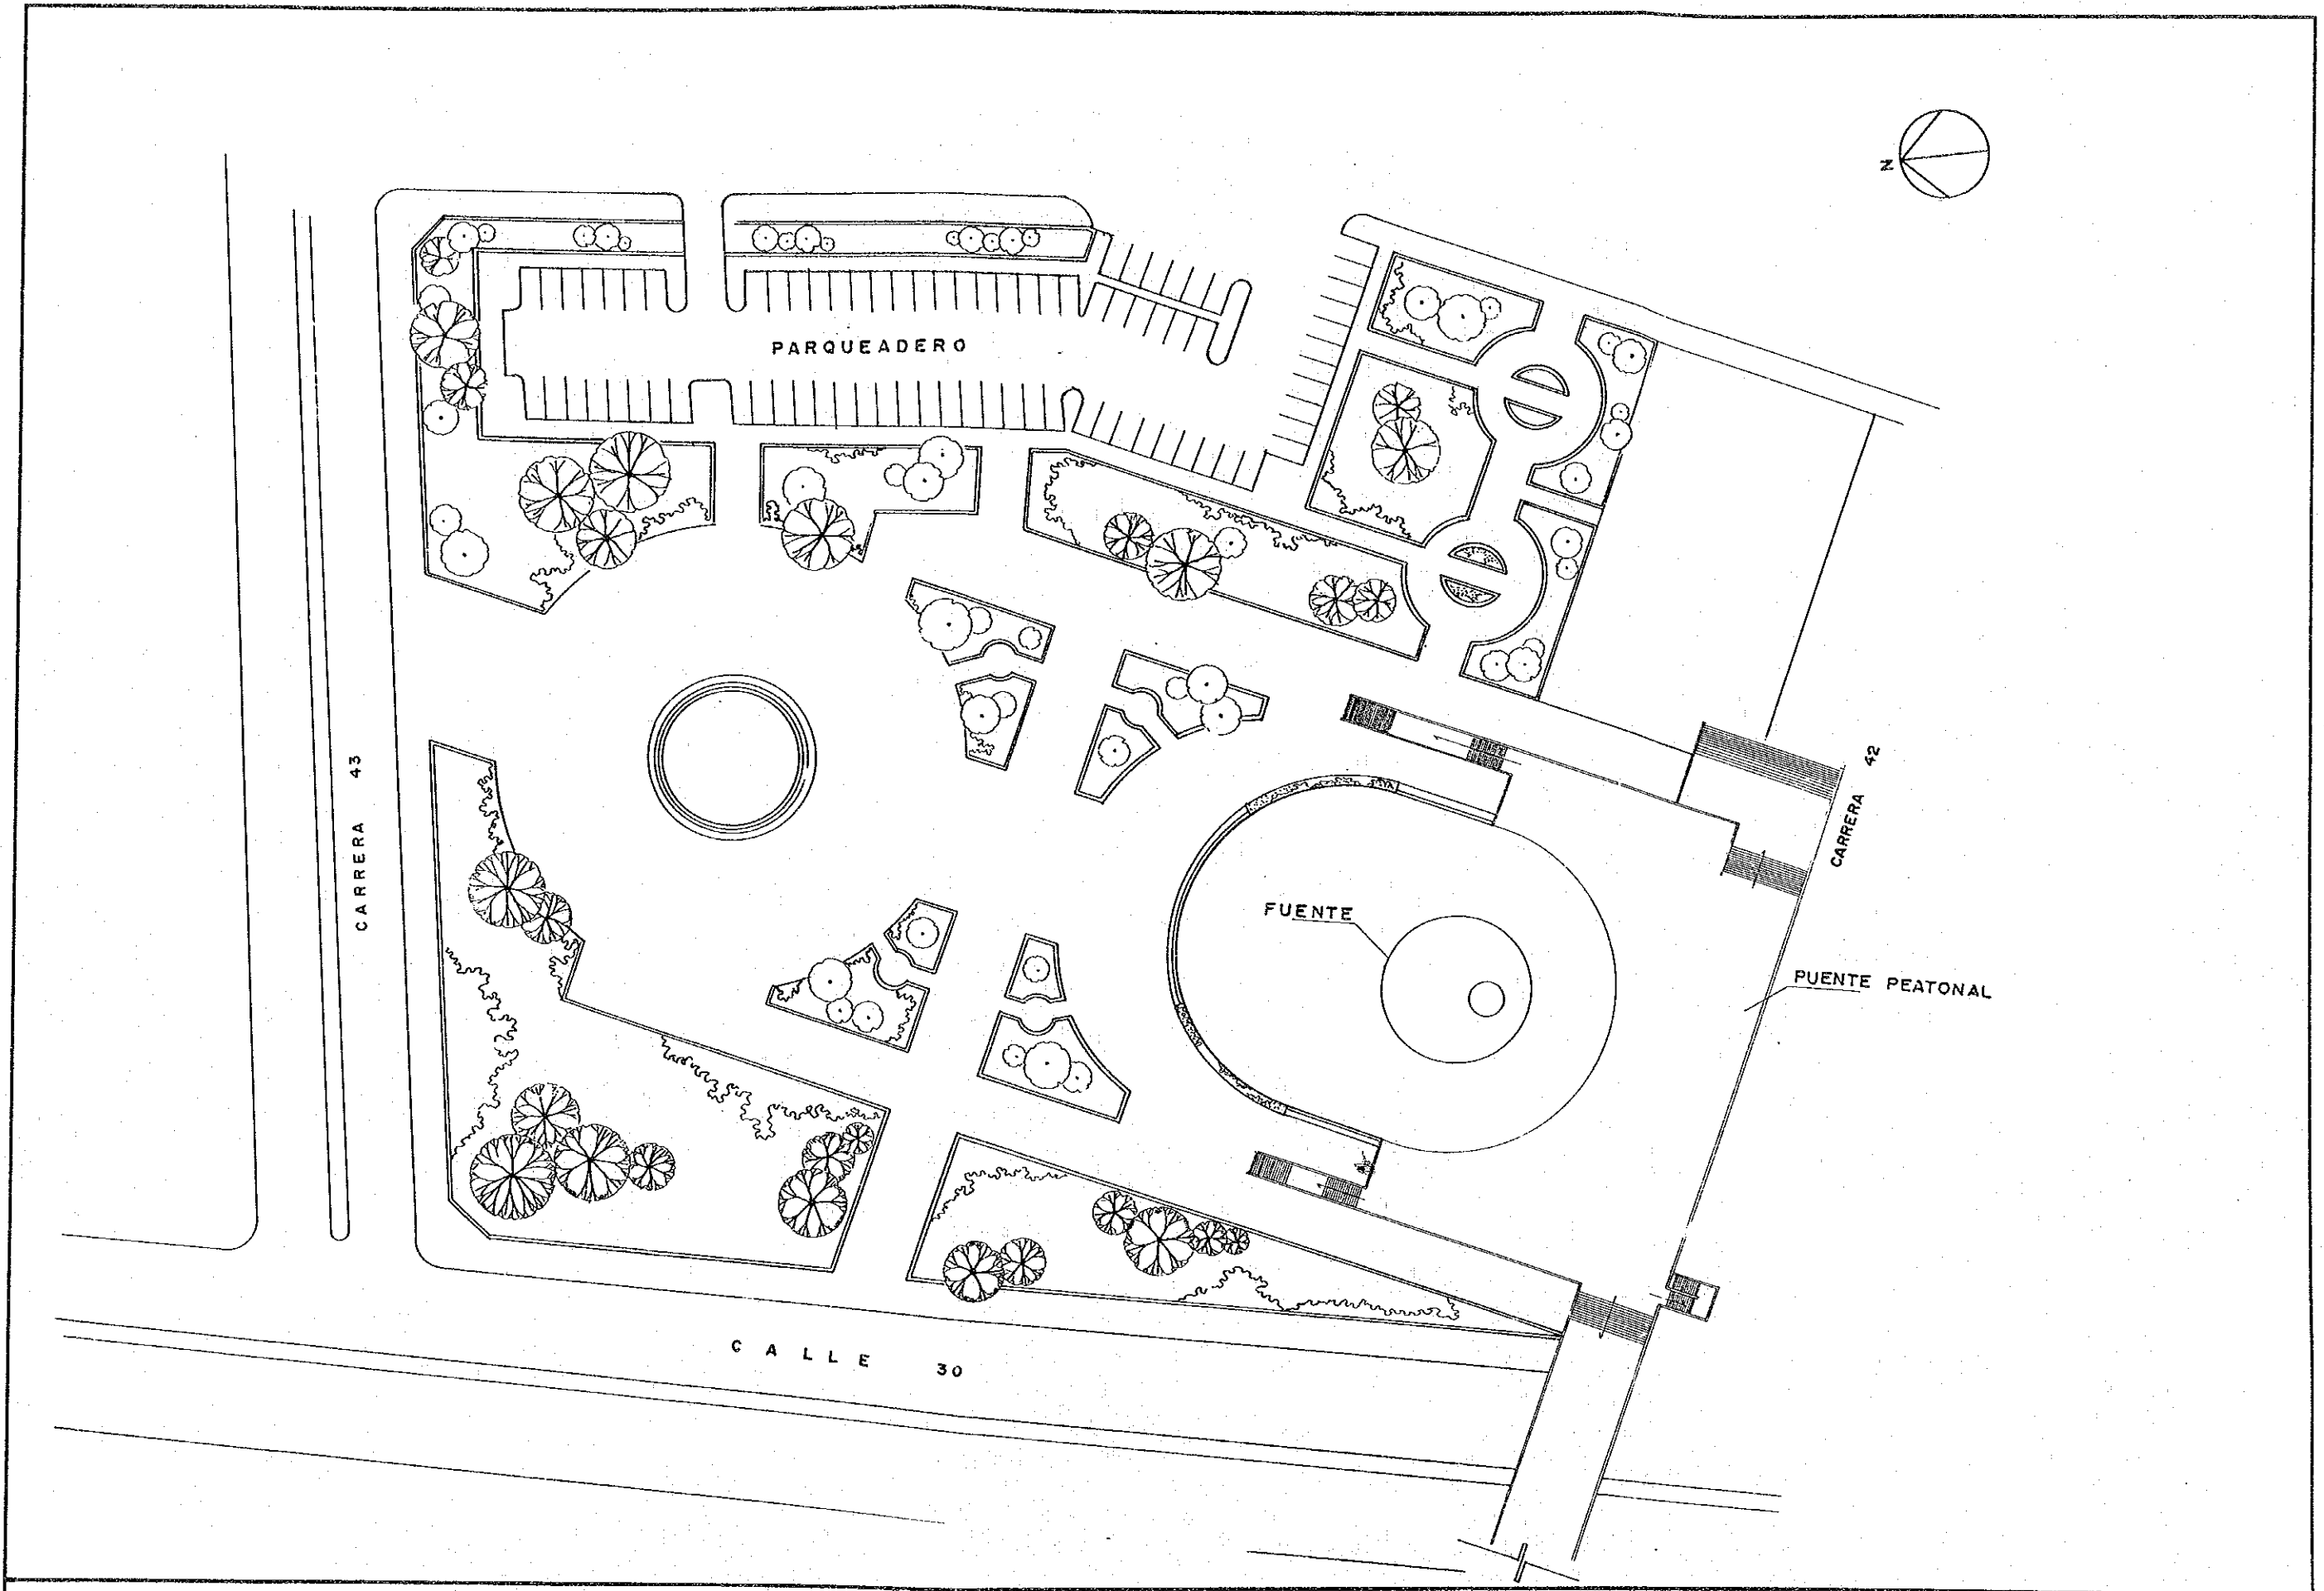 N
PARQUEADERO
CARRERA 43
CARRERA 42
FUENTE
PUENTE PEATONAL
CALLE 30